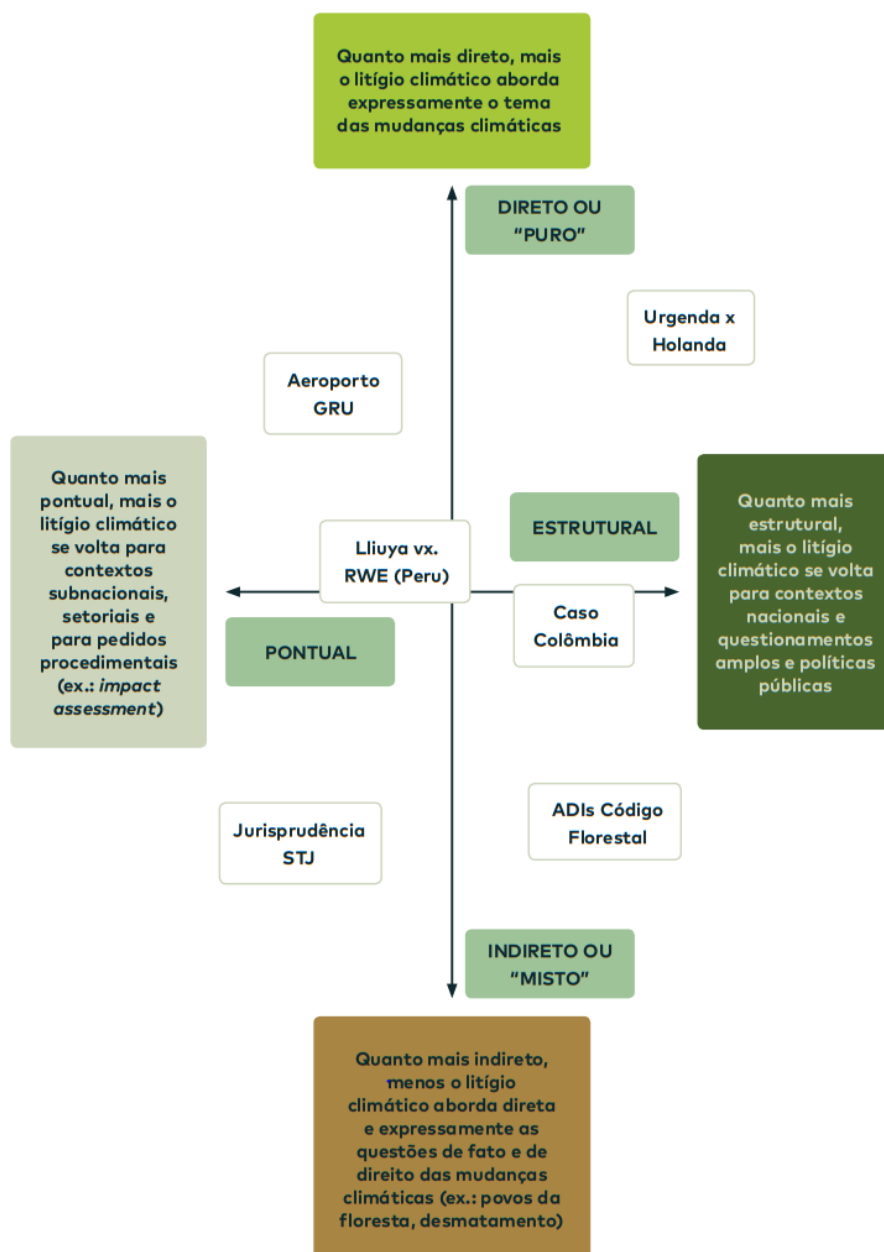 Quanto mais direto, mais
o litígio climático aborda
expressamente o tema
das mudanças climáticas
DIRETO OU
“PURO”
Urgenda x
Holanda
Aeroporto
GRU
Quanto mais
pontual, mais o
litígio climático
se volta para
contextos
subnacionais,
setoriais e
para pedidos
procedimentais
(ex.: impact
assessment)
Lliuya vx.
RWE (Peru)
ESTRUTURAL
Quanto mais
estrutural,
mais o litígio
climático se volta
para contextos
nacionais e
questionamentos
amplos e políticas
públicas
PONTUAL
Caso
Colômbia
Jurisprudência
STJ
ADIs Código
Florestal
INDIRETO OU
“MISTO”
Quanto mais indireto,
menos o litígio
climático aborda direta
e expressamente as
questões de fato e de
direito das mudanças
climáticas (ex.: povos da
floresta, desmatamento)